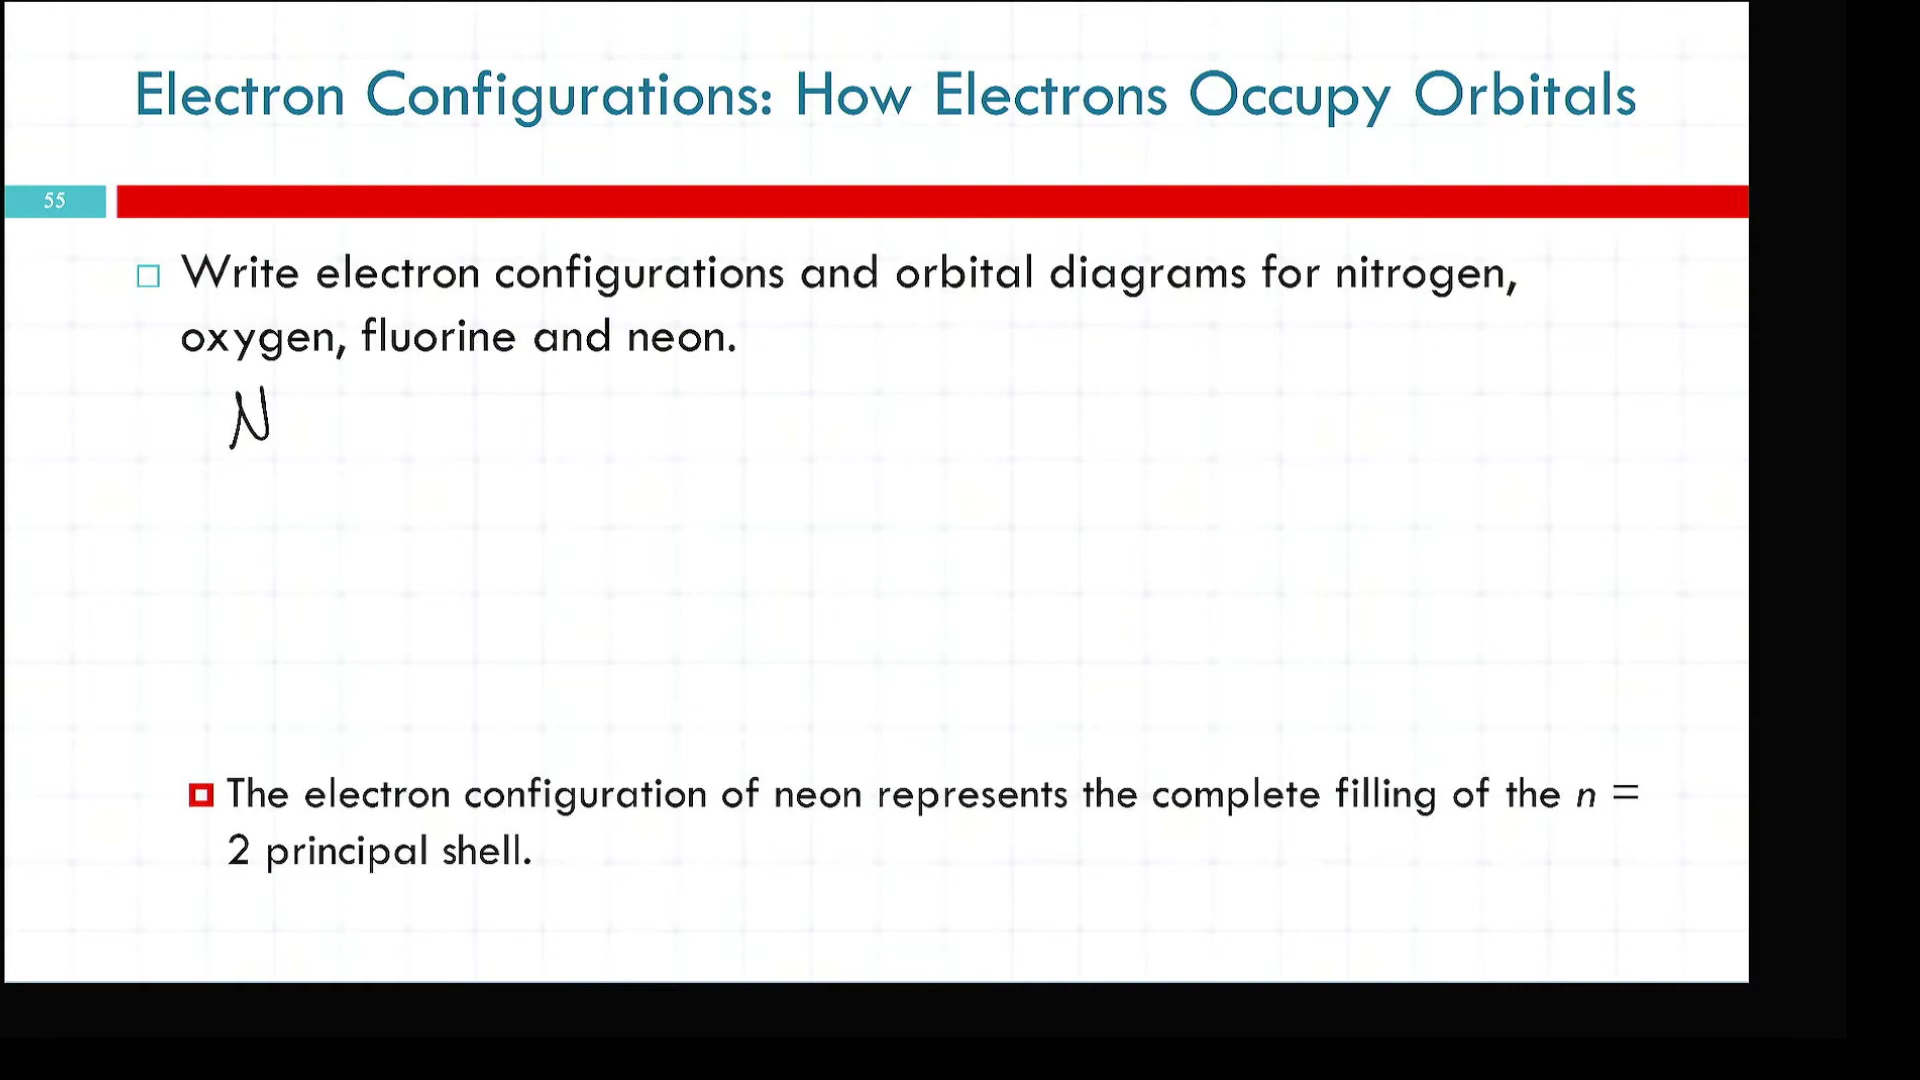 Electron Configurations: How Electrons Occupy Orbitals
55
Write electron configurations and orbital diagrams for nitrogen,
oxygen, fluorine and neon.
N
The electron configuration of neon represents the complete filling of the n =
2 principal shell.